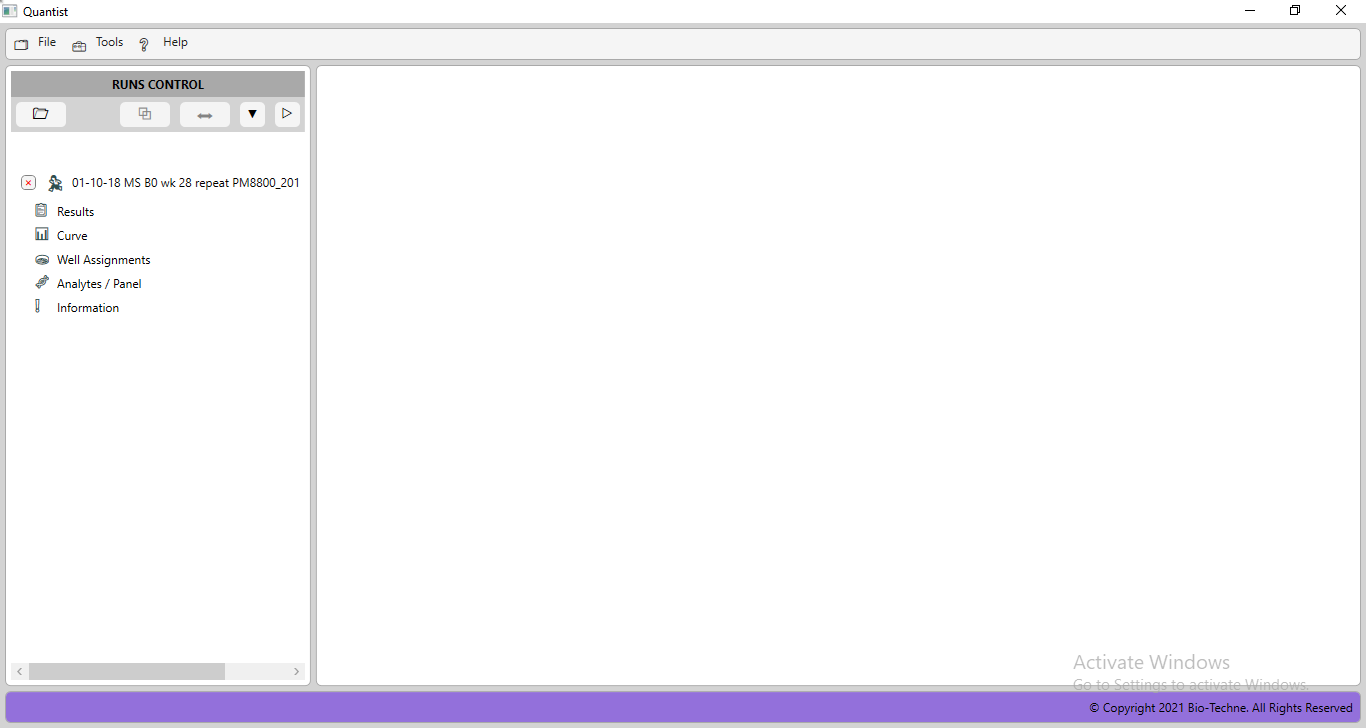 Quantist
File Tools Help
RUNS CONTROL
01-10-18 MS B0 wk 28 repeat PM8800_201
Results
Curve
Well Assignments
Analytes / Panel
Information
Activate Windows
Go to Settings to activate Windows.
© Copyright 2021 Bio-Techne. All Rights Reserved